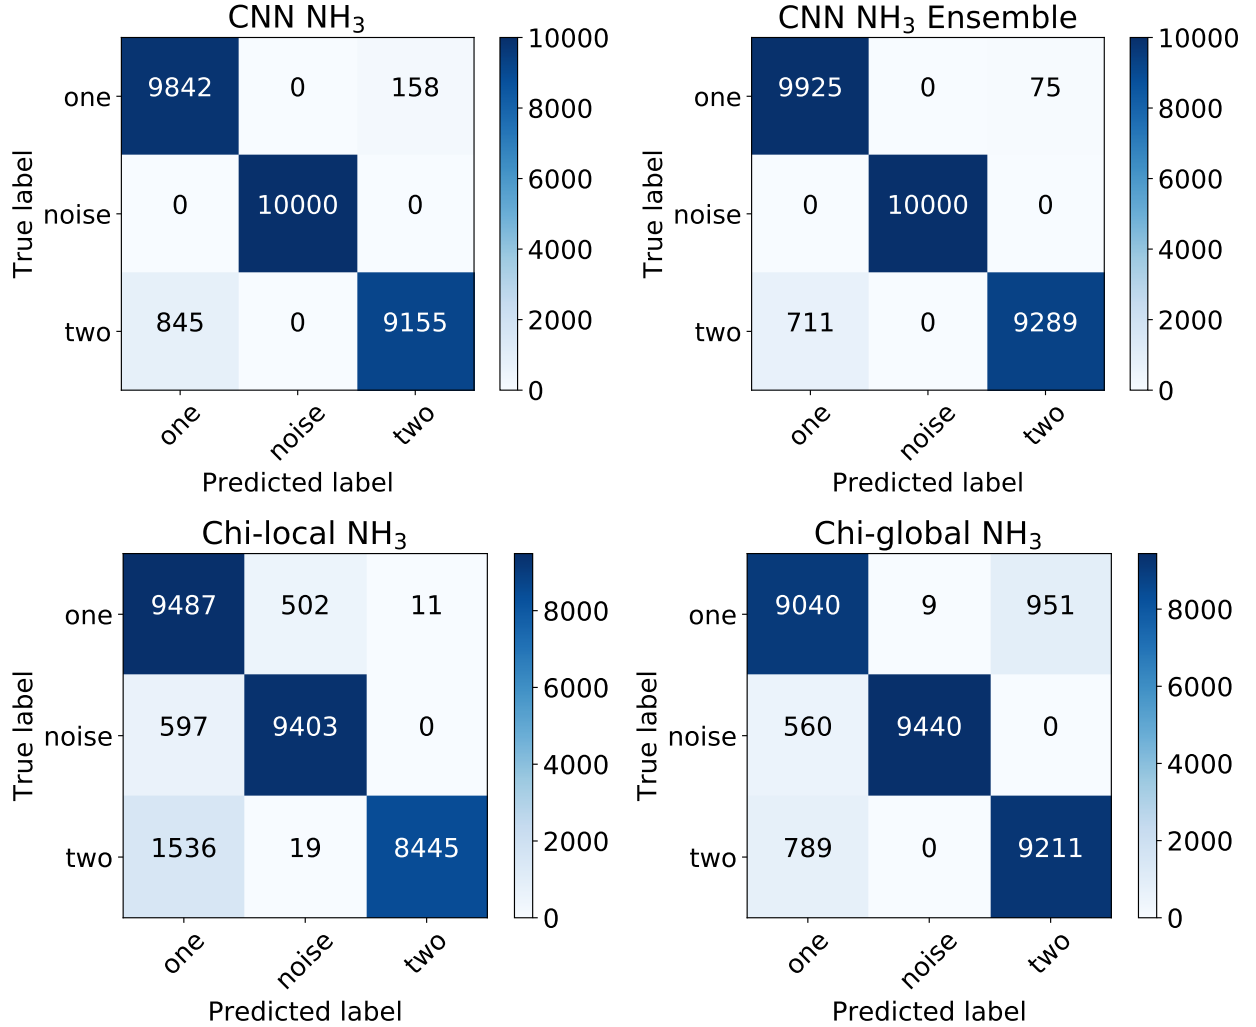 CNN NH₃
CNN NH₃ Ensemble
True label
one
noise
two
9842 0 158
0 10000 0
845 0 9155
one noise two
Predicted label
10000
8000
6000
4000
2000
0
True label
one
noise
two
9925 0 75
0 10000 0
711 0 9289
one noise two
Predicted label
10000
8000
6000
4000
2000
0
Chi-local NH₃
Chi-global NH₃
True label
one
noise
two
9487 502 11
597 9403 0
1536 19 8445
one noise two
Predicted label
8000
6000
4000
2000
0
True label
one
noise
two
9040 9 951
560 9440 0
789 0 9211
one noise two
Predicted label
8000
6000
4000
2000
0